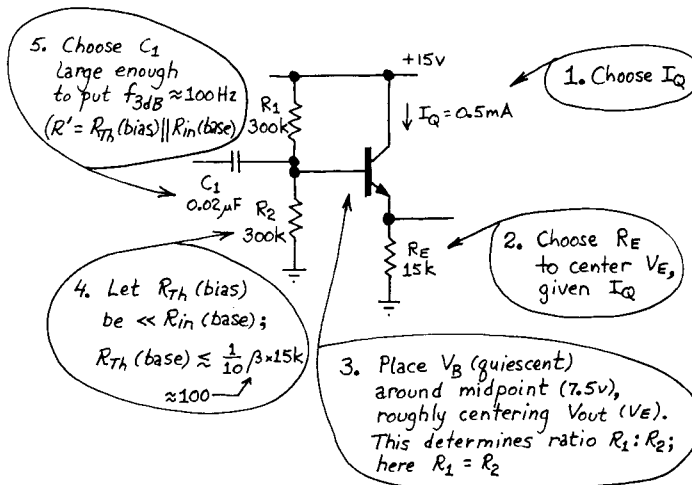 5. Choose C1
large enough
to put f3dB ≈ 100 Hz
(R' = RTh (bias) || Rin (base))
+15v
1. Choose IQ
↓ IQ = 0.5mA
R1
300k
C1
0.02µF
R2
300k
RE
15k
2. Choose RE
to center VE,
given IQ
4. Let RTh (bias)
be << Rin (base);
RTh (base) ≲ 1/10 β × 15k
≈100
3. Place VB (quiescent)
around midpoint (7.5v),
roughly centering Vout (VE).
This determines ratio R1 : R2;
here R1 = R2